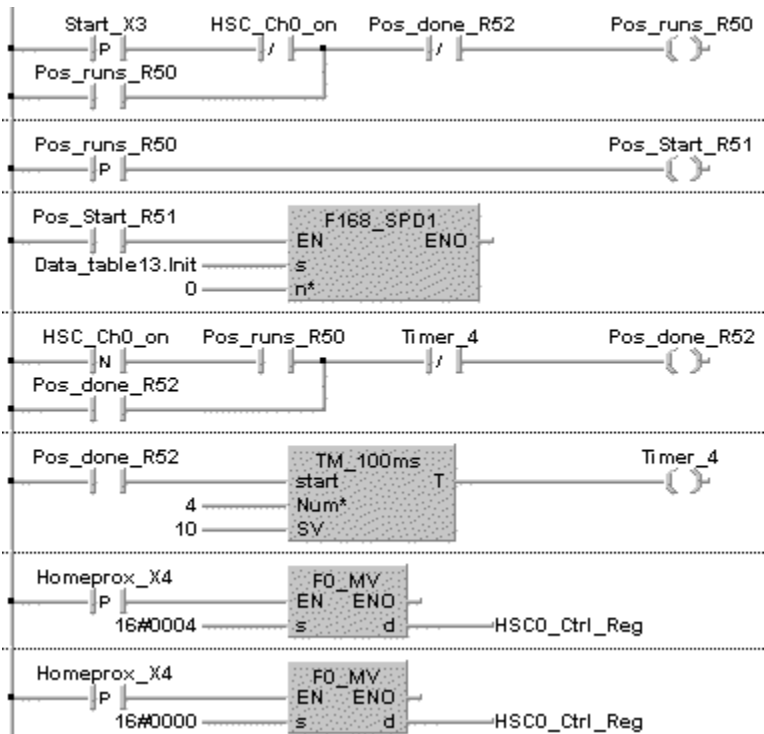 Start_X3 HSC_Ch0_on Pos_done_R52 Pos_runs_R50
P / /
Pos_runs_R50
Pos_runs_R50 Pos_Start_R51
P
Pos_Start_R51 F168_SPD1
EN ENO
Data_table13.Init s
0 n*
HSC_Ch0_on Pos_runs_R50 Timer_4 Pos_done_R52
N /
Pos_done_R52
Pos_done_R52 TM_100ms Timer_4
start T
4 Num*
10 SV
Homeprox_X4 F0_MV
P EN ENO
16#0004 s d HSC0_Ctrl_Reg
Homeprox_X4 F0_MV
P EN ENO
16#0000 s d HSC0_Ctrl_Reg